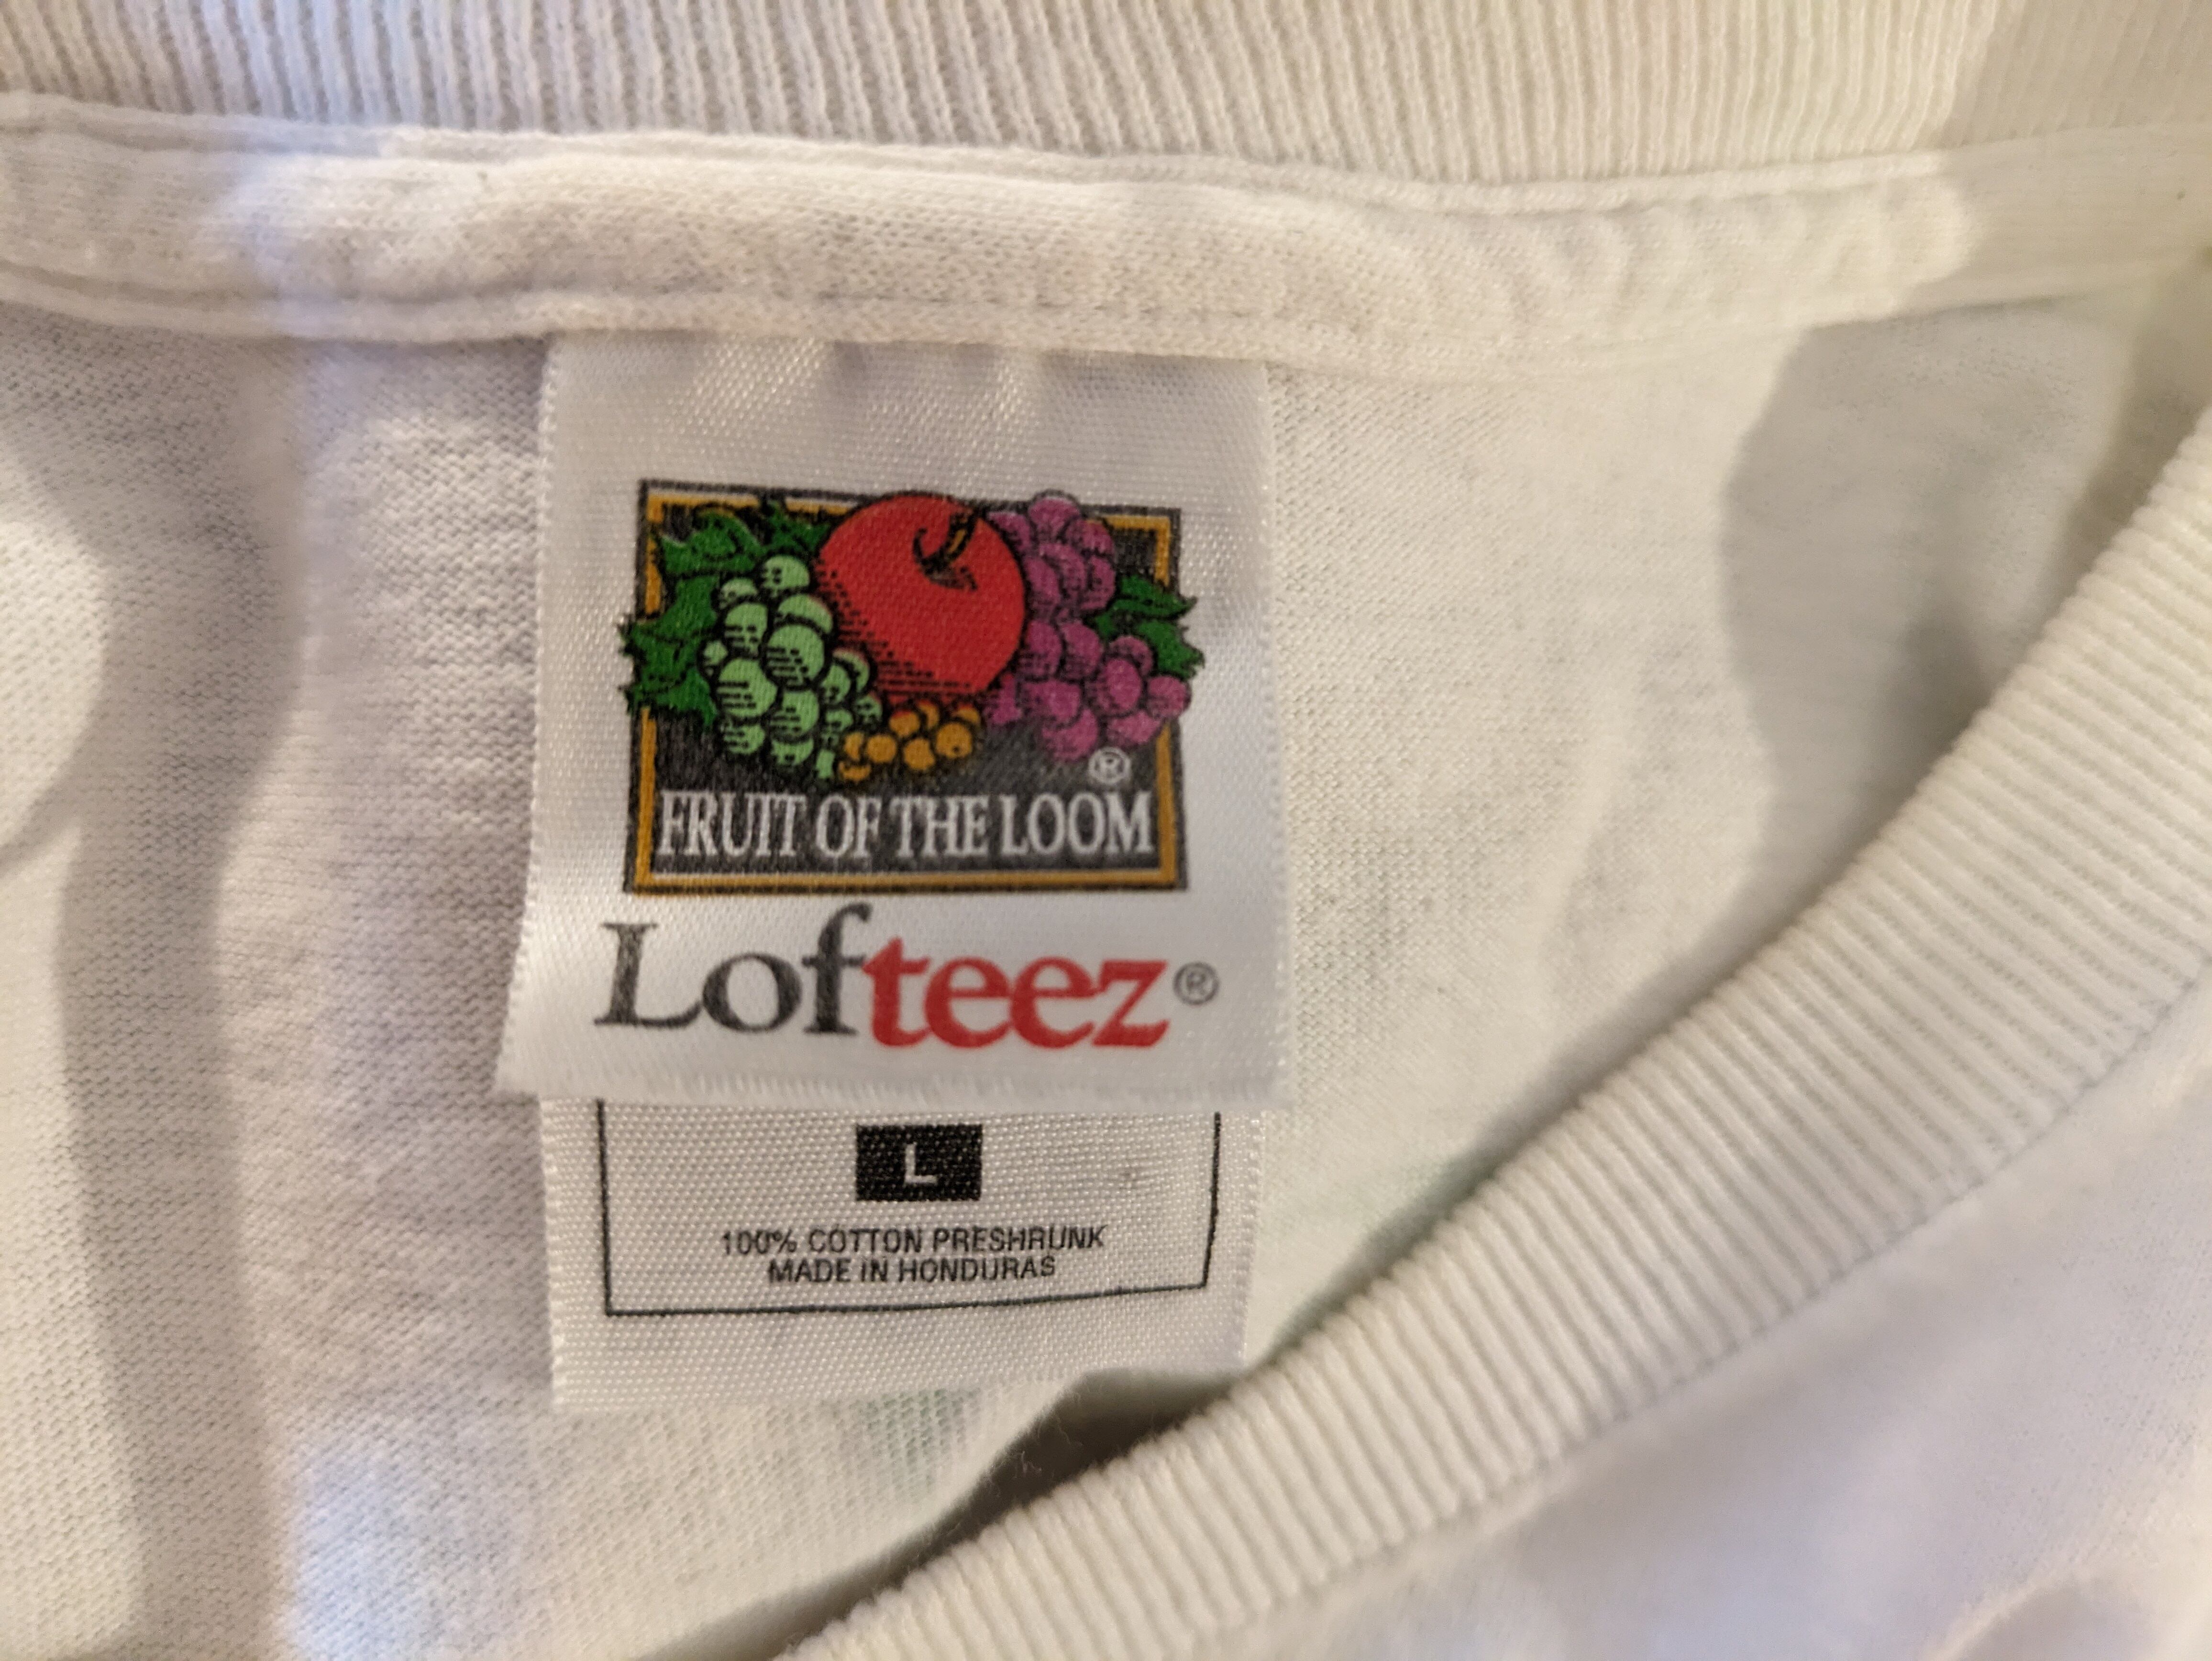 ®
FRUIT OF THE LOOM
Lofteez®
L
100% COTTON PRESHRUNK
MADE IN HONDURAS